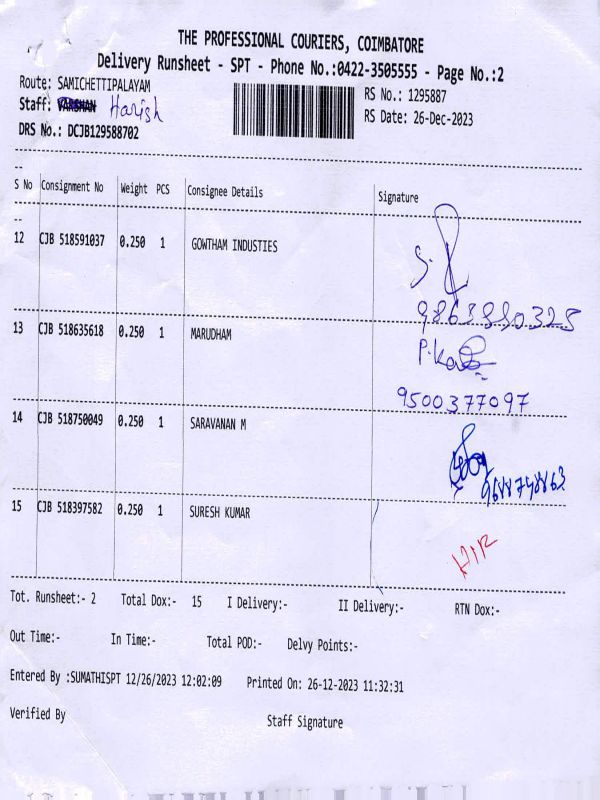 THE PROFESSIONAL COURIERS, COIMBATORE
Delivery Runsheet - SPT - Phone No.:0422-3505555 - Page No.:2
Route: SAMICHETTIPALAYAM
RS No.: 1295887
Staff: Harish
RS Date: 26-Dec-2023
DRS No.: DCJB129588702
--
S No Consignment No Weight PCS Consignee Details Signature
--
12 CJB 518591037 0.250 1 GOWTHAM INDUSTIES
13 CJB 518635618 0.250 1 MARUDHAM
9500377097
14 CJB 518750049 0.250 1 SARAVANAN M
15 CJB 518397582 0.250 1 SURESH KUMAR
Tot. Runsheet:- 2 Total Dox:- 15 I Delivery:- II Delivery:- RTN Dox:-
Out Time:- In Time:- Total POD:- Delvy Points:-
Entered By :SUMATHISPT 12/26/2023 12:02:09 Printed On: 26-12-2023 11:32:31
Verified By Staff Signature